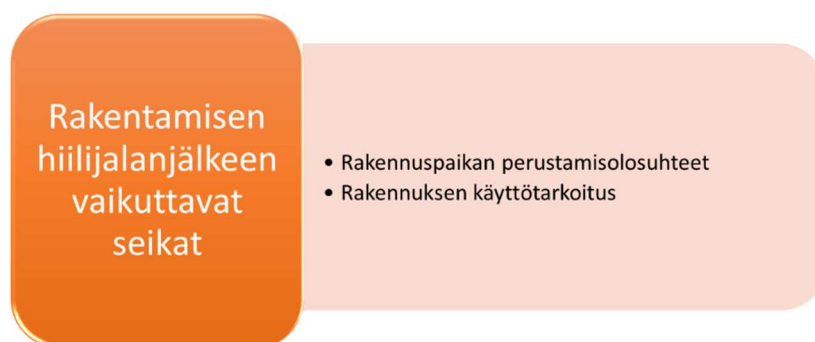 Rakentamisen
hiilijalanjälkeen
vaikuttavat
seikat
• Rakennuspaikan perustamisolosuhteet
• Rakennuksen käyttötarkoitus